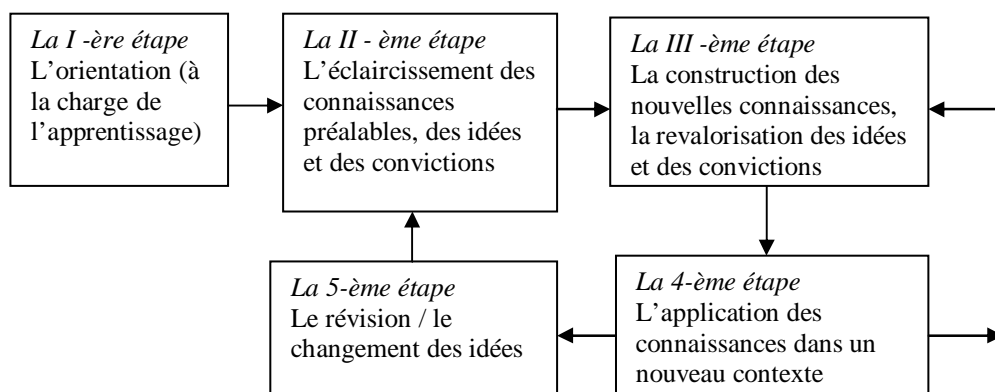 La I -ère étape
L'orientation (à
la charge de
l'apprentissage)
La II - ème étape
L'éclaircissement des
connaissances
préalables, des idées
et des convictions
La III -ème étape
La construction des
nouvelles connaissances,
la revalorisation des idées
et des convictions
La 5-ème étape
Le révision / le
changement des idées
La 4-ème étape
L'application des
connaissances dans un
nouveau contexte